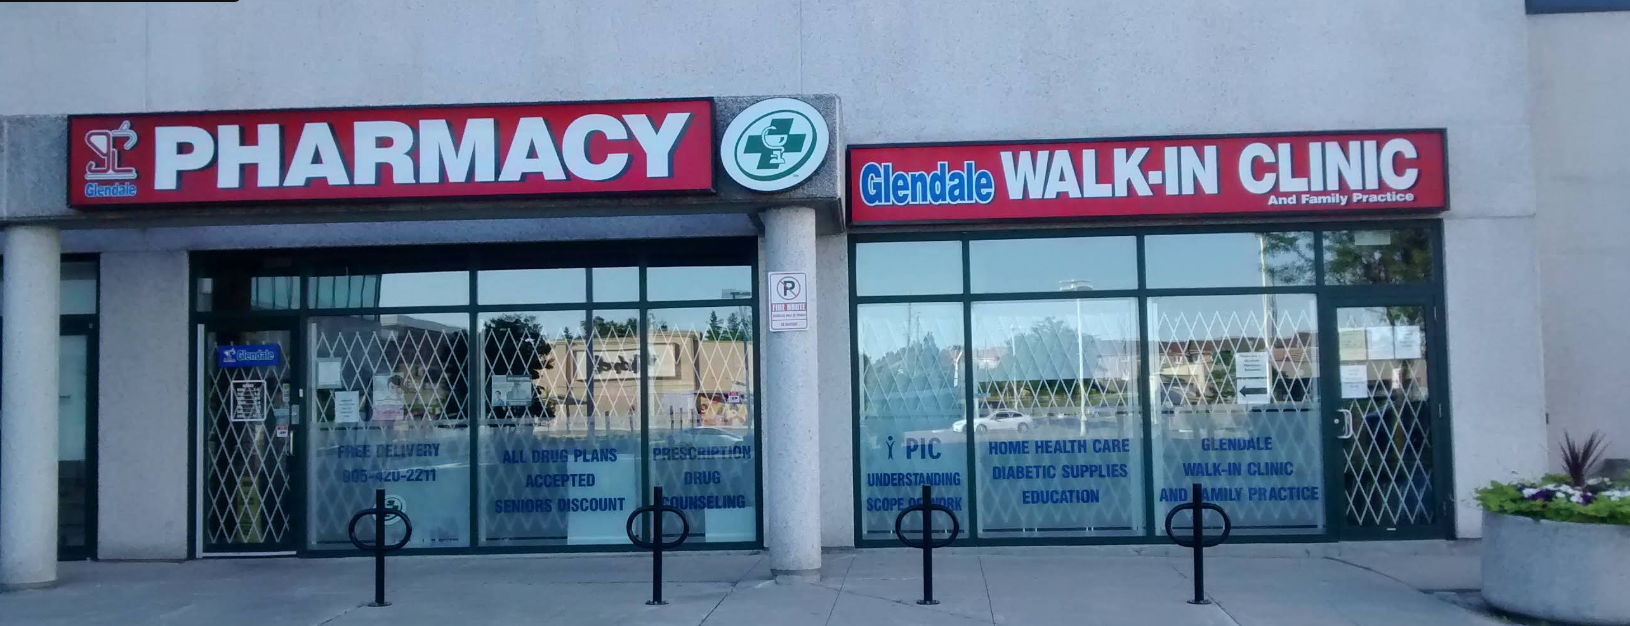 Glendale
PHARMACY
Glendale WALK-IN CLINIC
And Family Practice
P
FIRE ROUTE
Glendale
FREE DELIVERY
905-420-2211
ALL DRUG PLANS
ACCEPTED
SENIORS DISCOUNT
PRESCRIPTION
DRUG
COUNSELING
PIC
UNDERSTANDING
SCOPE OF WORK
HOME HEALTH CARE
DIABETIC SUPPLIES
EDUCATION
GLENDALE
WALK-IN CLINIC
AND FAMILY PRACTICE